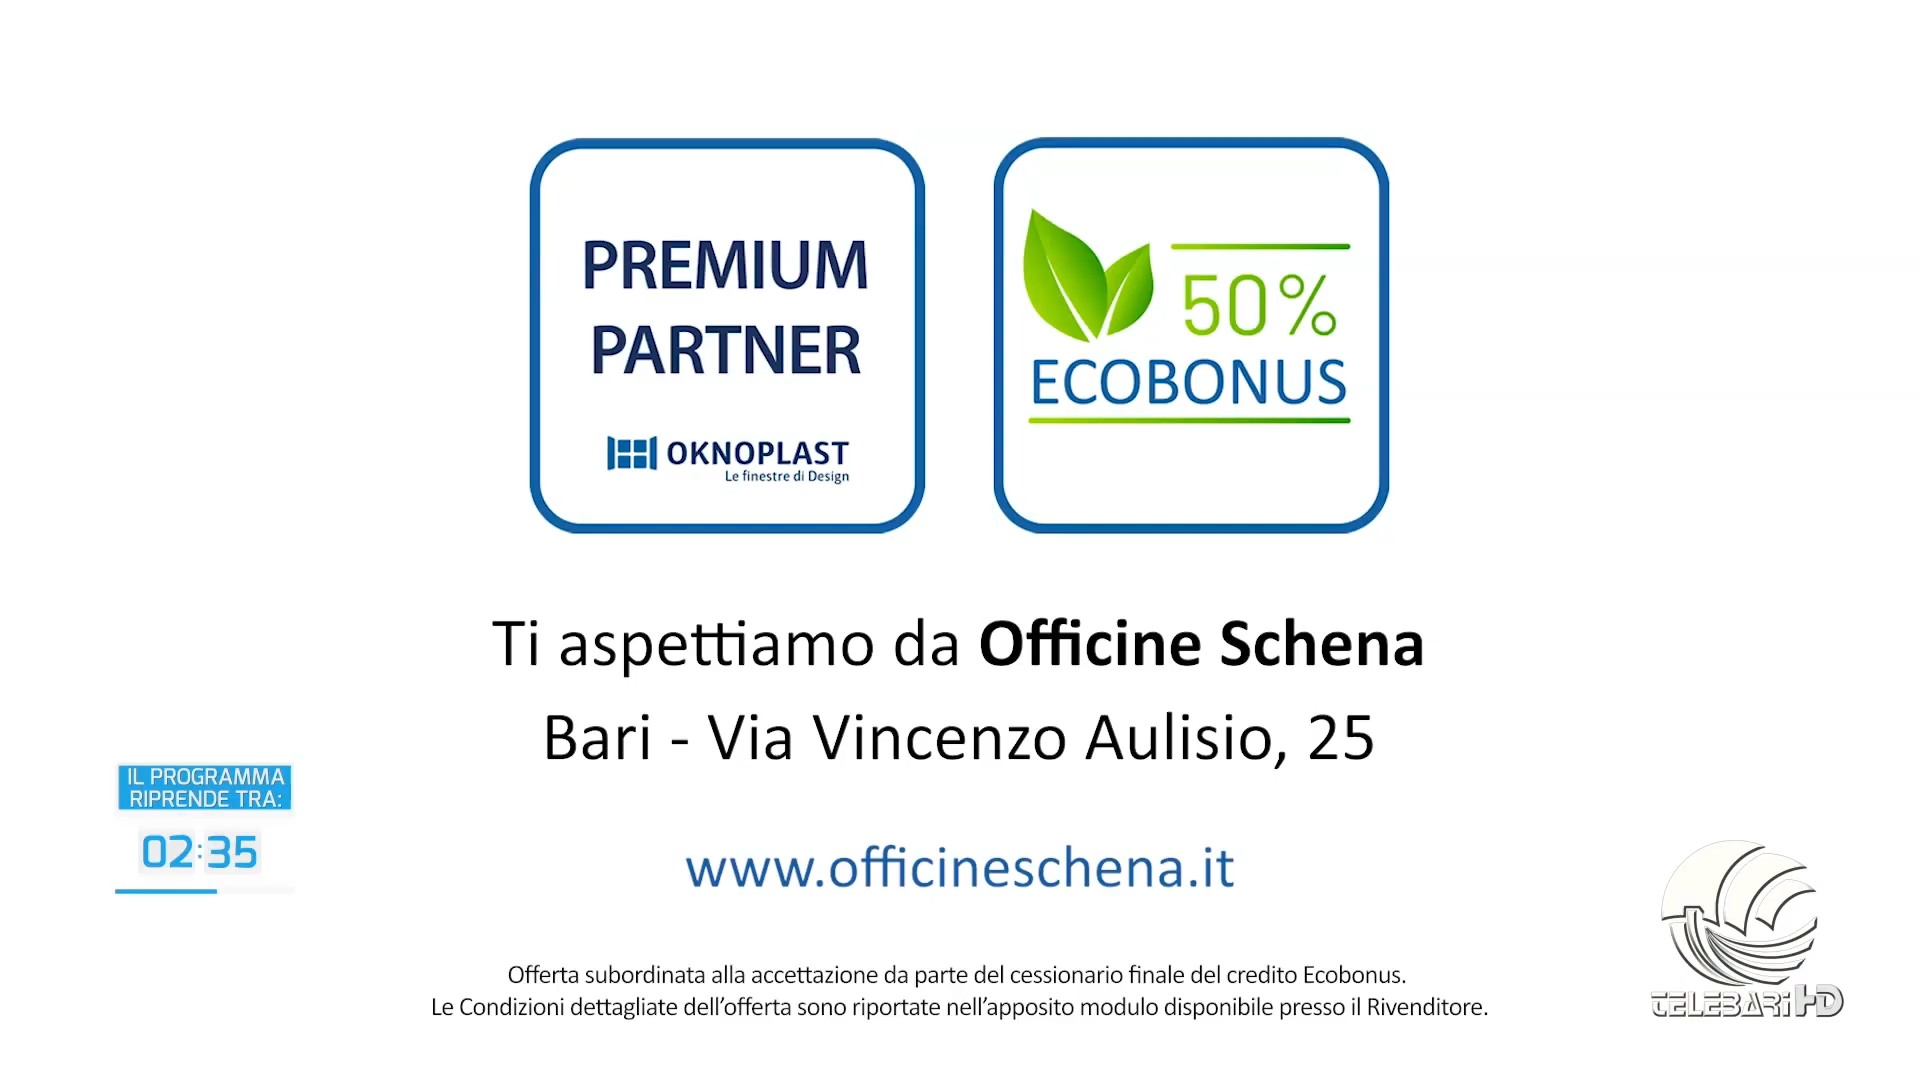 PREMIUM
PARTNER
OKNOPLAST
Le finestre di Design
50%
ECOBONUS
Ti aspettiamo da Officine Schena
Bari - Via Vincenzo Aulisio, 25
IL PROGRAMMA
RIPRENDE TRA:
02:35
www.officineschena.it
Offerta subordinata alla accettazione da parte del cessionario finale del credito Ecobonus.
Le Condizioni dettagliate dell’offerta sono riportate nell’apposito modulo disponibile presso il Rivenditore.
TELEBARI HD